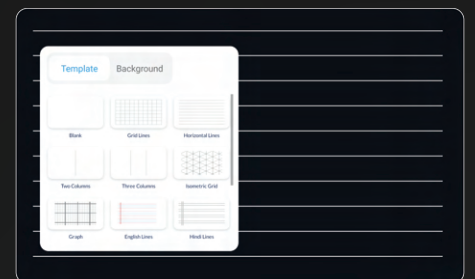 Template Background
Blank Grid Lines Horizontal Lines
Two Columns Three Columns Isometric Grid
Graph English Lines Hindi Lines